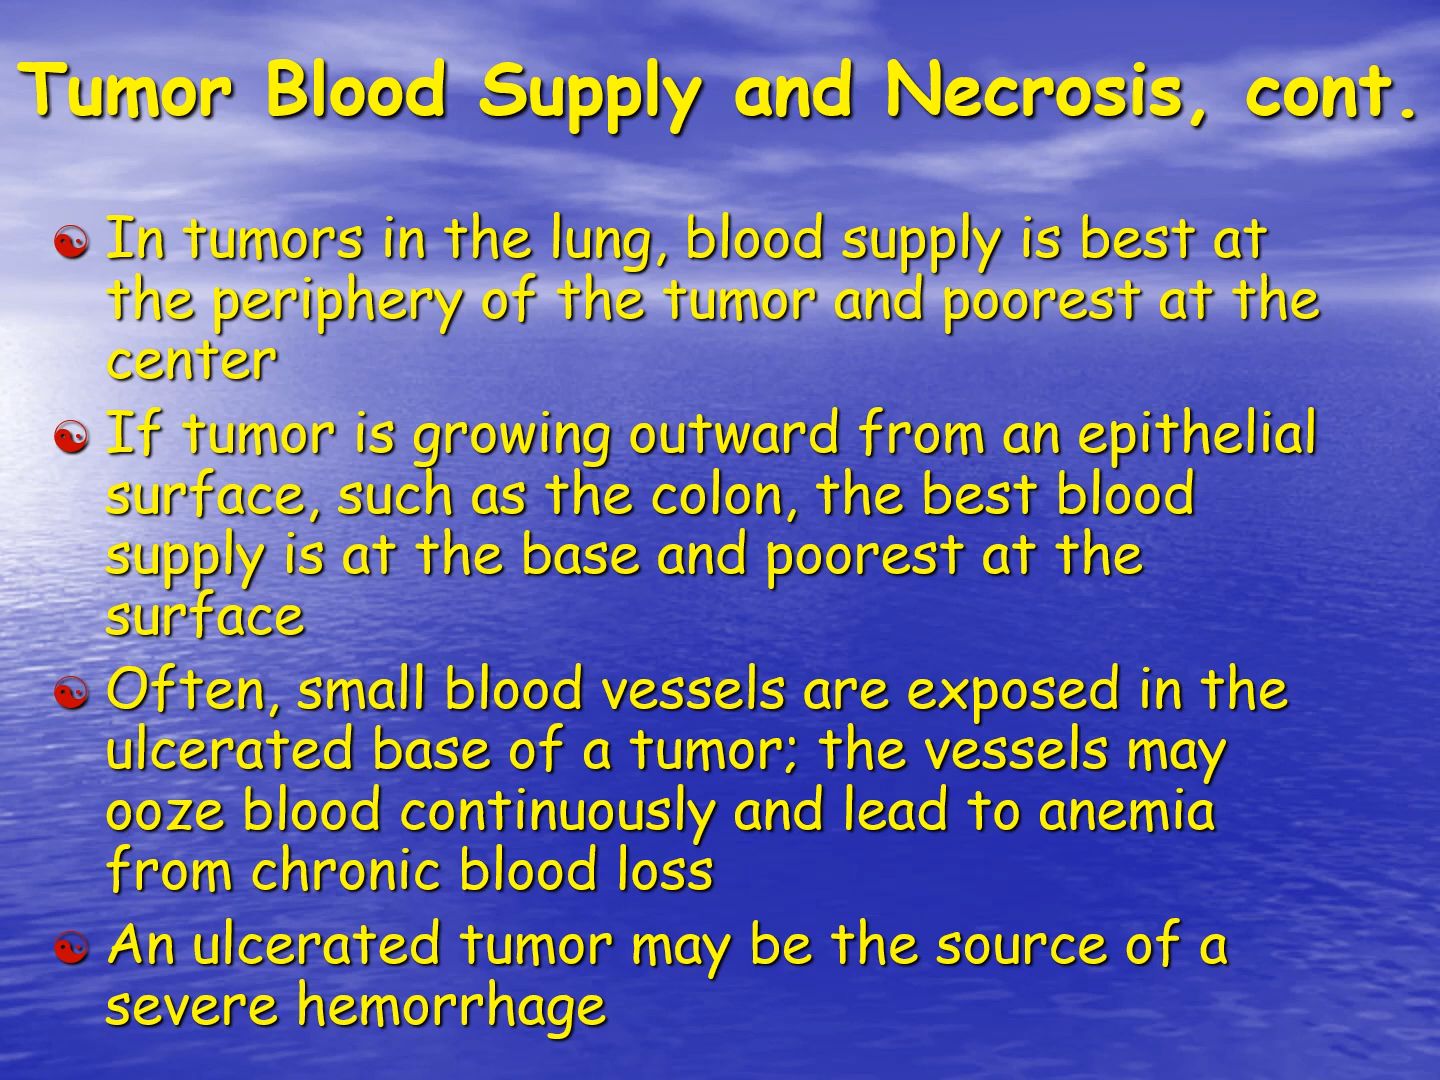 Tumor Blood Supply and Necrosis, cont.
☯ In tumors in the lung, blood supply is best at
the periphery of the tumor and poorest at the
center
☯ If tumor is growing outward from an epithelial
surface, such as the colon, the best blood
supply is at the base and poorest at the
surface
☯ Often, small blood vessels are exposed in the
ulcerated base of a tumor; the vessels may
ooze blood continuously and lead to anemia
from chronic blood loss
☯ An ulcerated tumor may be the source of a
severe hemorrhage